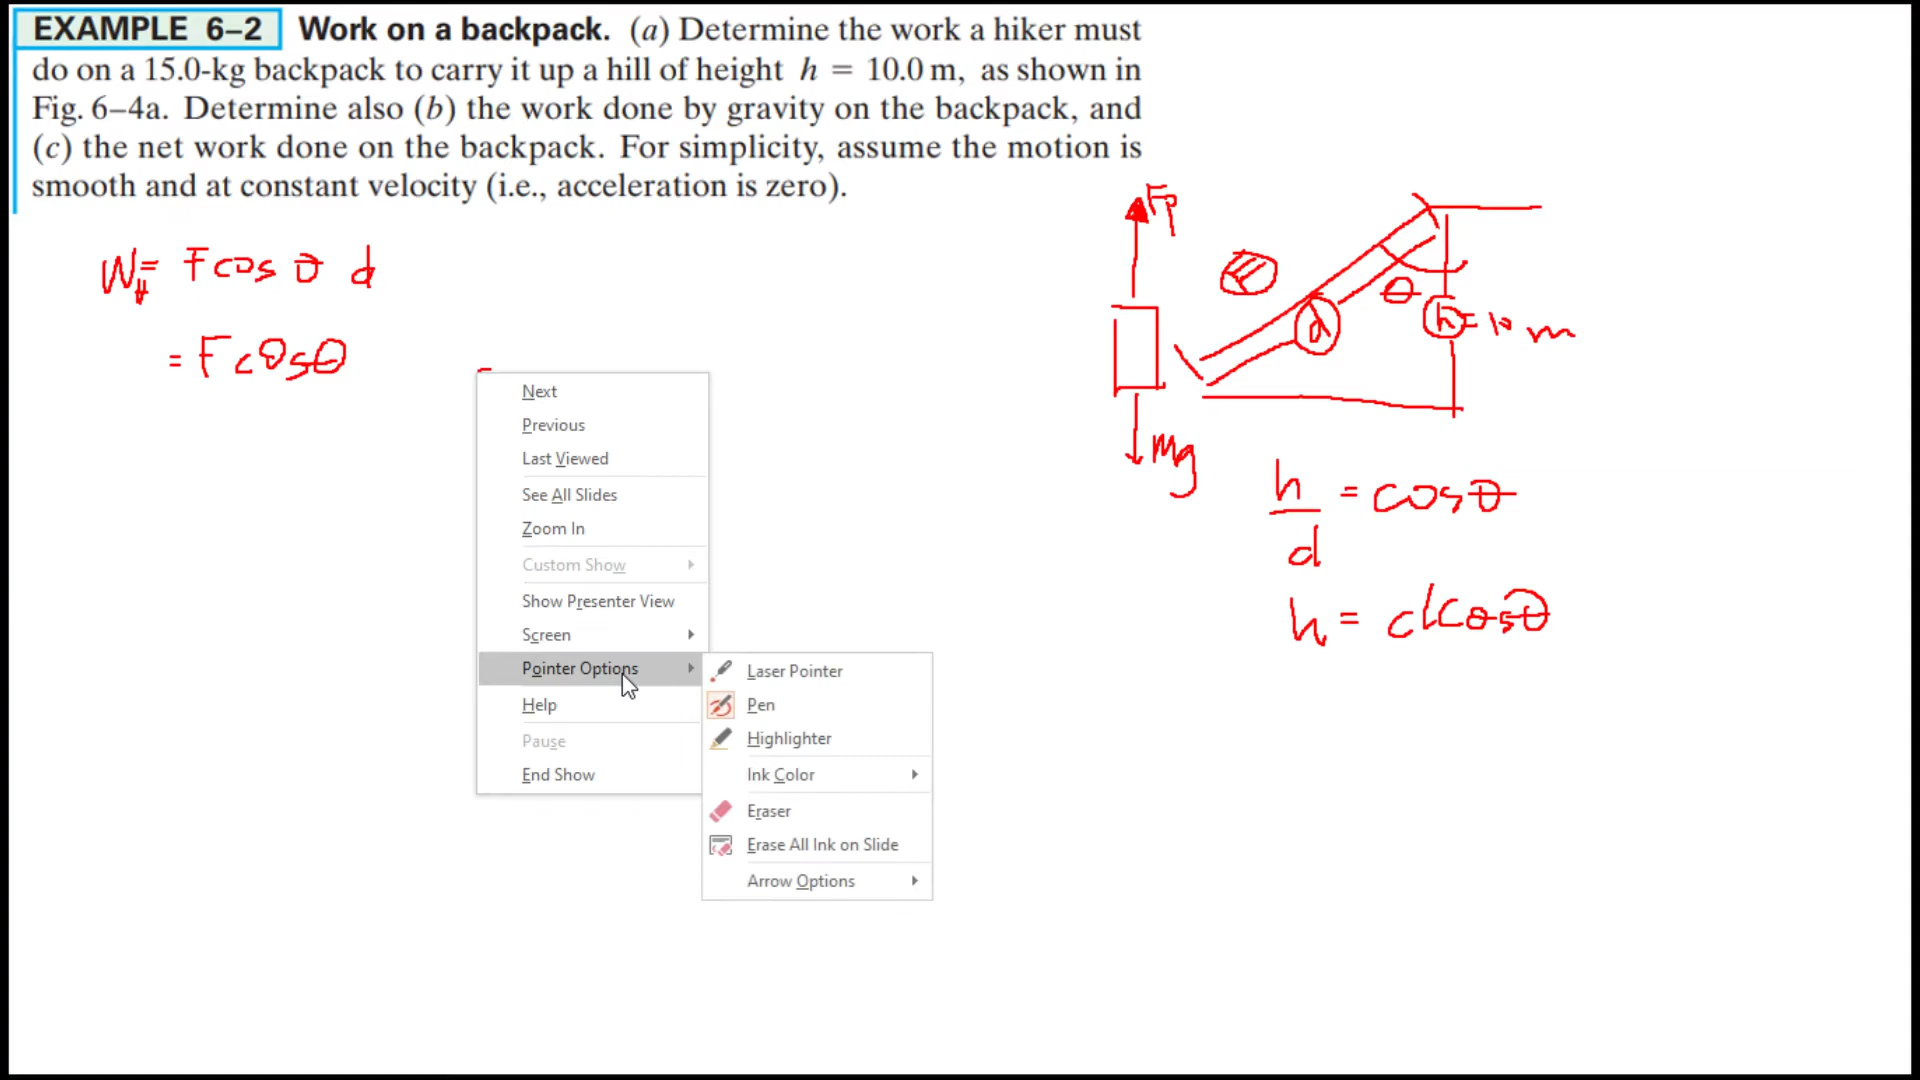 EXAMPLE 6–2 Work on a backpack. (a) Determine the work a hiker must
do on a 15.0-kg backpack to carry it up a hill of height h = 10.0 m, as shown in
Fig. 6–4a. Determine also (b) the work done by gravity on the backpack, and
(c) the net work done on the backpack. For simplicity, assume the motion is
smooth and at constant velocity (i.e., acceleration is zero).
W_H = F cos θ d
= F cos θ
Fp
mg
d
θ
h = 10 m
h
d
= cos θ
h = d cos θ
Next
Previous
Last Viewed
See All Slides
Zoom In
Custom Show
Show Presenter View
Screen
Pointer Options
Help
Pause
End Show
Laser Pointer
Pen
Highlighter
Ink Color
Eraser
Erase All Ink on Slide
Arrow Options